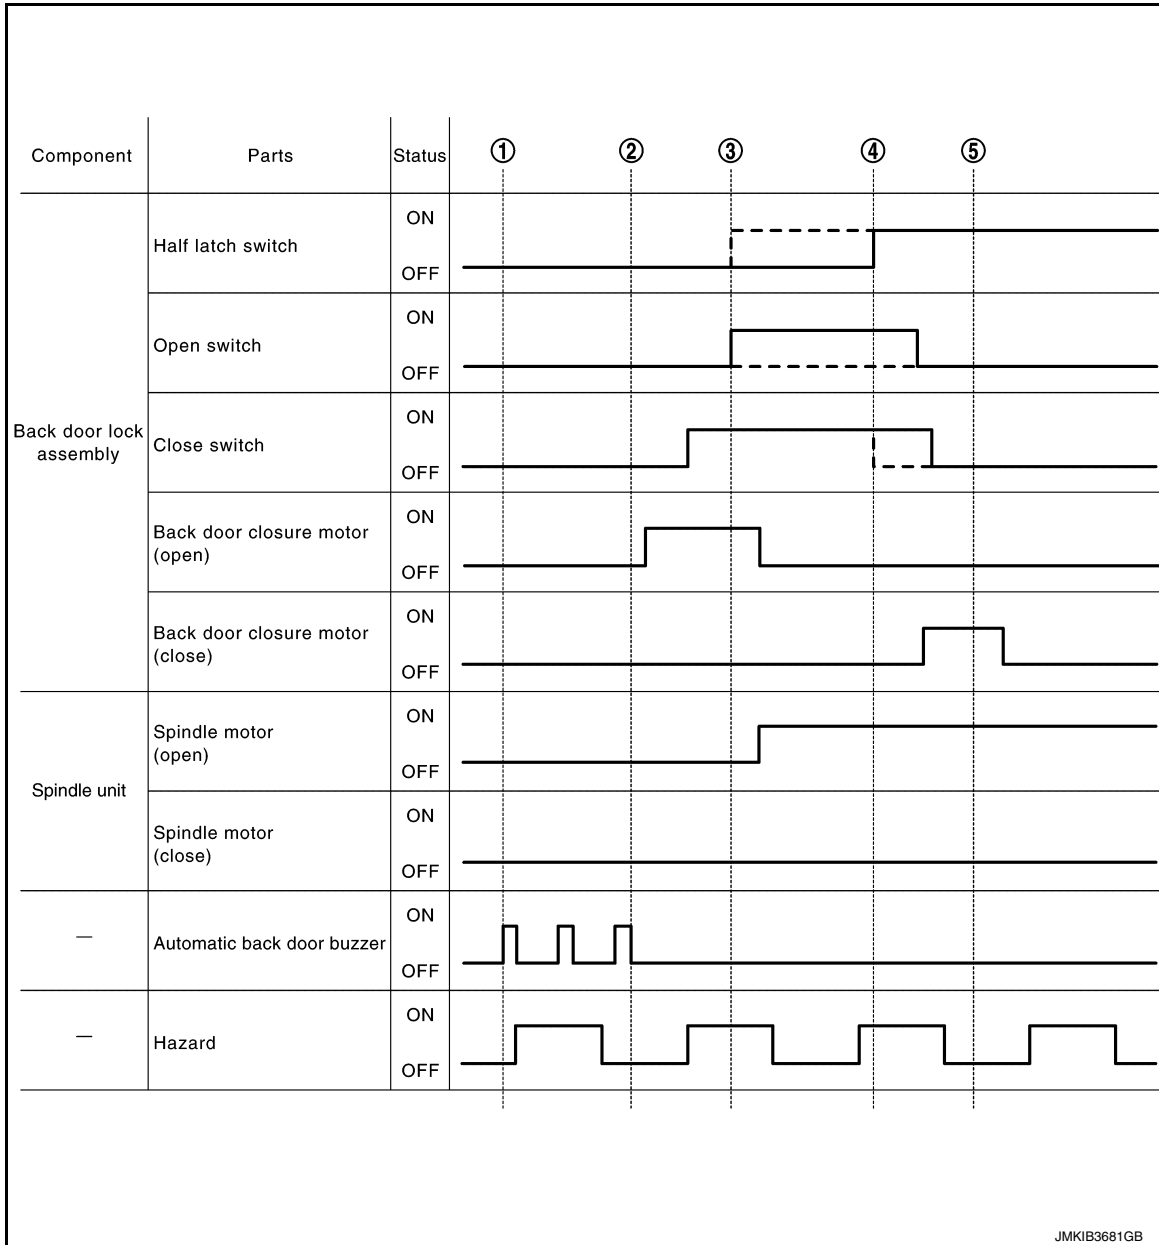 Component Parts Status ① ② ③ ④ ⑤
Back door lock
assembly
Half latch switch
ON
OFF
Open switch
ON
OFF
Close switch
ON
OFF
Back door closure motor
(open)
ON
OFF
Back door closure motor
(close)
ON
OFF
Spindle unit
Spindle motor
(open)
ON
OFF
Spindle motor
(close)
ON
OFF
—
Automatic back door buzzer
ON
OFF
—
Hazard
ON
OFF
JMKIB3681GB